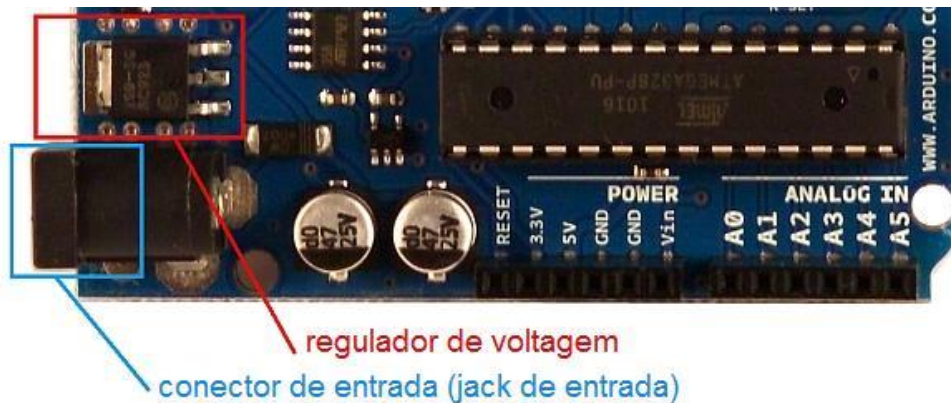 WWW.ARDUINO.CC
ATMEGA328P-PU
1016
ATMEL
POWER
ANALOG IN
RESET
3.3V
5V
GND
GND
Vin
A0
A1
A2
A3
A4
A5
47
25V
47
25V
regulador de voltagem
conector de entrada (jack de entrada)